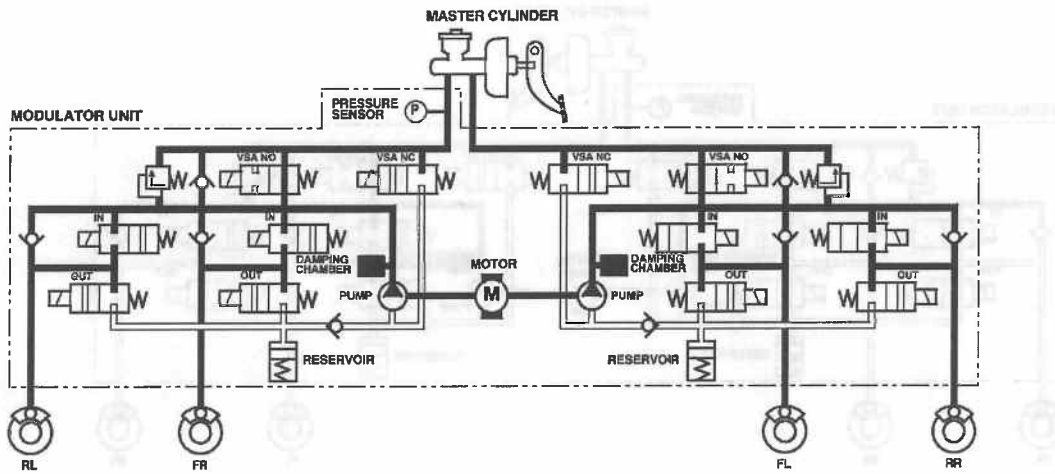 MASTER CYLINDER
PRESSURE
SENSOR
P
MODULATOR UNIT
VSA NO
VSA NC
VSA NC
VSA NO
IN
IN
IN
IN
DAMPING
CHAMBER
MOTOR
DAMPING
CHAMBER
OUT
OUT
OUT
OUT
PUMP
M
PUMP
RESERVOIR
RESERVOIR
RL
FR
FL
RR